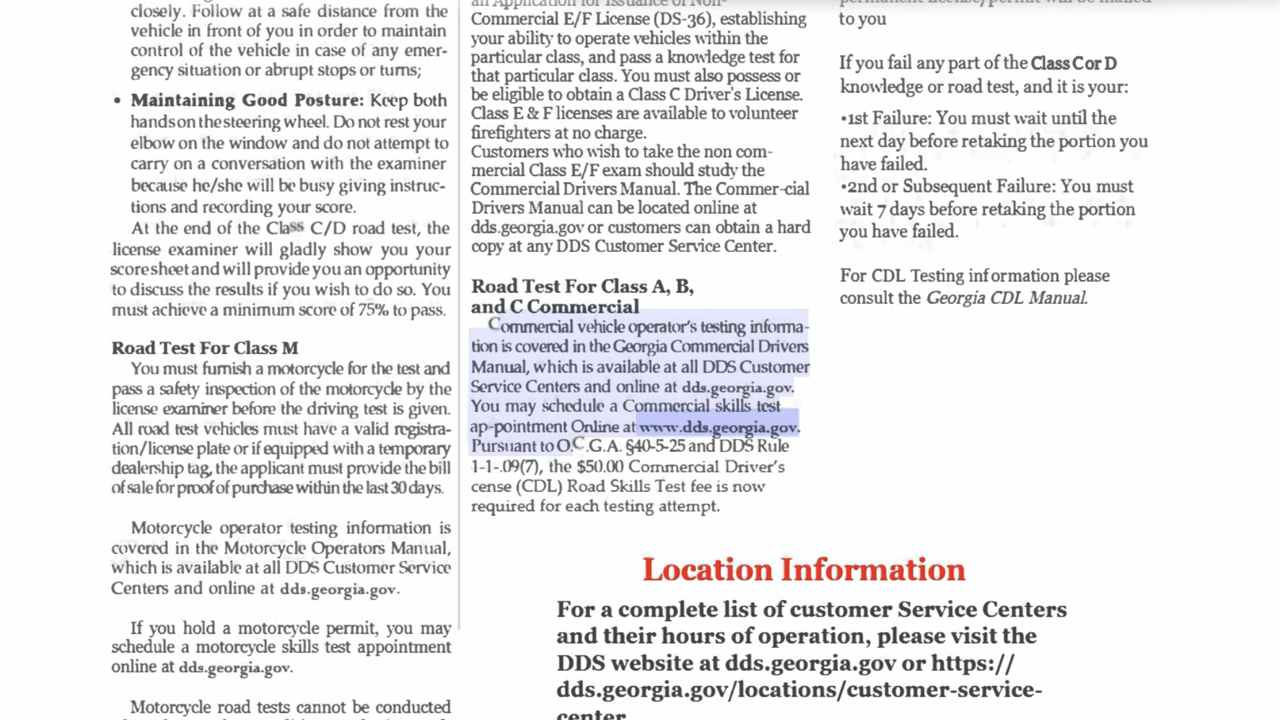 closely. Follow at a safe distance from the
vehicle in front of you in order to maintain
control of the vehicle in case of any emer-
gency situation or abrupt stops or turns;
• Maintaining Good Posture: Keep both
hands on the steering wheel. Do not rest your
elbow on the window and do not attempt to
carry on a conversation with the examiner
because he/she will be busy giving instruc-
tions and recording your score.
At the end of the Class C/D road test, the
license examiner will gladly show you your
score sheet and will provide you an opportunity
to discuss the results if you wish to do so. You
must achieve a minimum score of 75% to pass.
Road Test For Class M
You must furnish a motorcycle for the test and
pass a safety inspection of the motorcycle by the
license examiner before the driving test is given.
All road test vehicles must have a valid registra-
tion/license plate or if equipped with a temporary
dealership tag, the applicant must provide the bill
of sale for proof of purchase within the last 30 days.
Motorcycle operator testing information is
covered in the Motorcycle Operators Manual,
which is available at all DDS Customer Service
Centers and online at dds.georgia.gov.
If you hold a motorcycle permit, you may
schedule a motorcycle skills test appointment
online at dds.georgia.gov.
Motorcycle road tests cannot be conducted
an Application for Issuance of Non-
Commercial E/F License (DS-36), establishing
your ability to operate vehicles within the
particular class, and pass a knowledge test for
that particular class. You must also possess or
be eligible to obtain a Class C Driver's License.
Class E & F licenses are available to volunteer
firefighters at no charge.
Customers who wish to take the non com-
mercial Class E/F exam should study the
Commercial Drivers Manual. The Commer-cial
Drivers Manual can be located online at
dds.georgia.gov or customers can obtain a hard
copy at any DDS Customer Service Center.
Road Test For Class A, B,
and C Commercial
Commercial vehicle operator's testing informa-
tion is covered in the Georgia Commercial Drivers
Manual, which is available at all DDS Customer
Service Centers and online at dds.georgia.gov.
You may schedule a Commercial skills test
ap-pointment Online at www.dds.georgia.gov.
Pursuant to O.C.G.A. §40-5-25 and DDS Rule
1-1-.09(7), the $50.00 Commercial Driver's
cense (CDL) Road Skills Test fee is now
required for each testing attempt.
permanent license/permit will be mailed
to you
If you fail any part of the Class C or D
knowledge or road test, and it is your:
•1st Failure: You must wait until the
next day before retaking the portion you
have failed.
•2nd or Subsequent Failure: You must
wait 7 days before retaking the portion
you have failed.
For CDL Testing information please
consult the Georgia CDL Manual.
Location Information
For a complete list of customer Service Centers
and their hours of operation, please visit the
DDS website at dds.georgia.gov or https://
dds.georgia.gov/locations/customer-service-
center